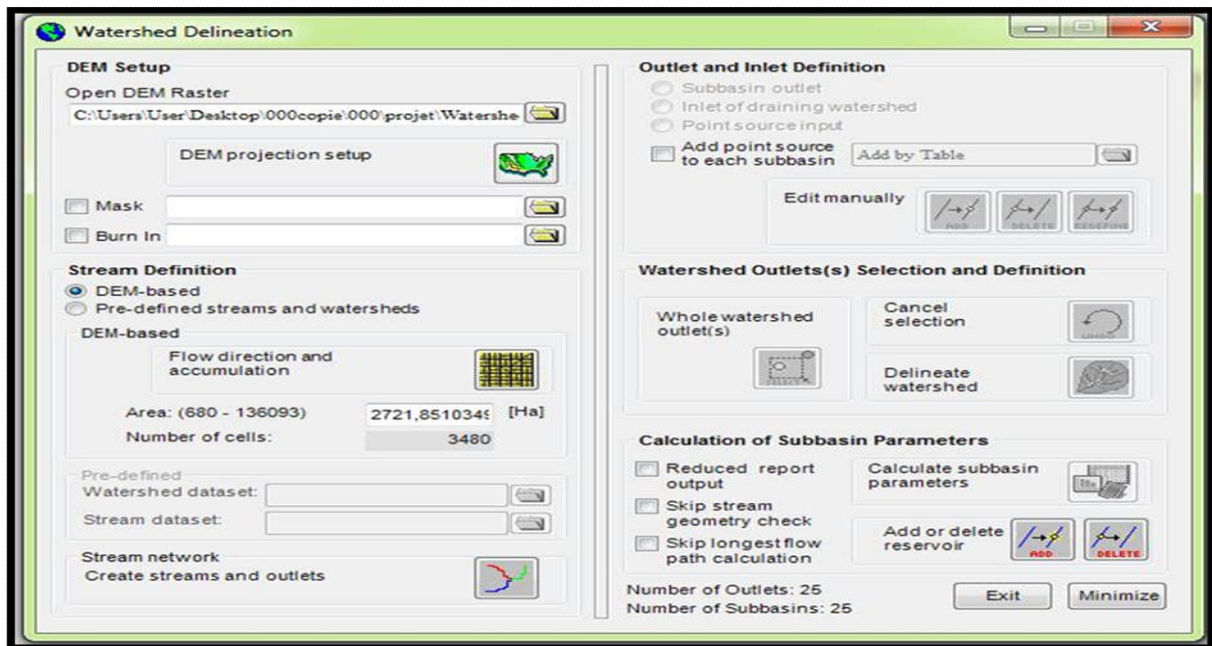 Watershed Delineation
DEM Setup
Open DEM Raster
C:\Users\User\Desktop\000copie\000\projet\Watershe
DEM projection setup
Mask
Burn In
Stream Definition
DEM-based
Pre-defined streams and watersheds
DEM-based
Flow direction and
accumulation
Area: (680 - 136093)
2721,8510349
[Ha]
Number of cells:
3480
Pre-defined
Watershed dataset:
Stream dataset:
Stream network
Create streams and outlets
Outlet and Inlet Definition
Subbasin outlet
Inlet of draining watershed
Point source input
Add point source
to each subbasin
Add by Table
Edit manually
ADD
DELETE
REDEFINE
Watershed Outlets(s) Selection and Definition
Whole watershed
outlet(s)
Cancel
selection
UNDO
Delineate
watershed
Calculation of Subbasin Parameters
Reduced report
output
Skip stream
geometry check
Skip longest flow
path calculation
Calculate subbasin
parameters
Add or delete
reservoir
ADD
DELETE
Number of Outlets: 25
Number of Subbasins: 25
Exit
Minimize